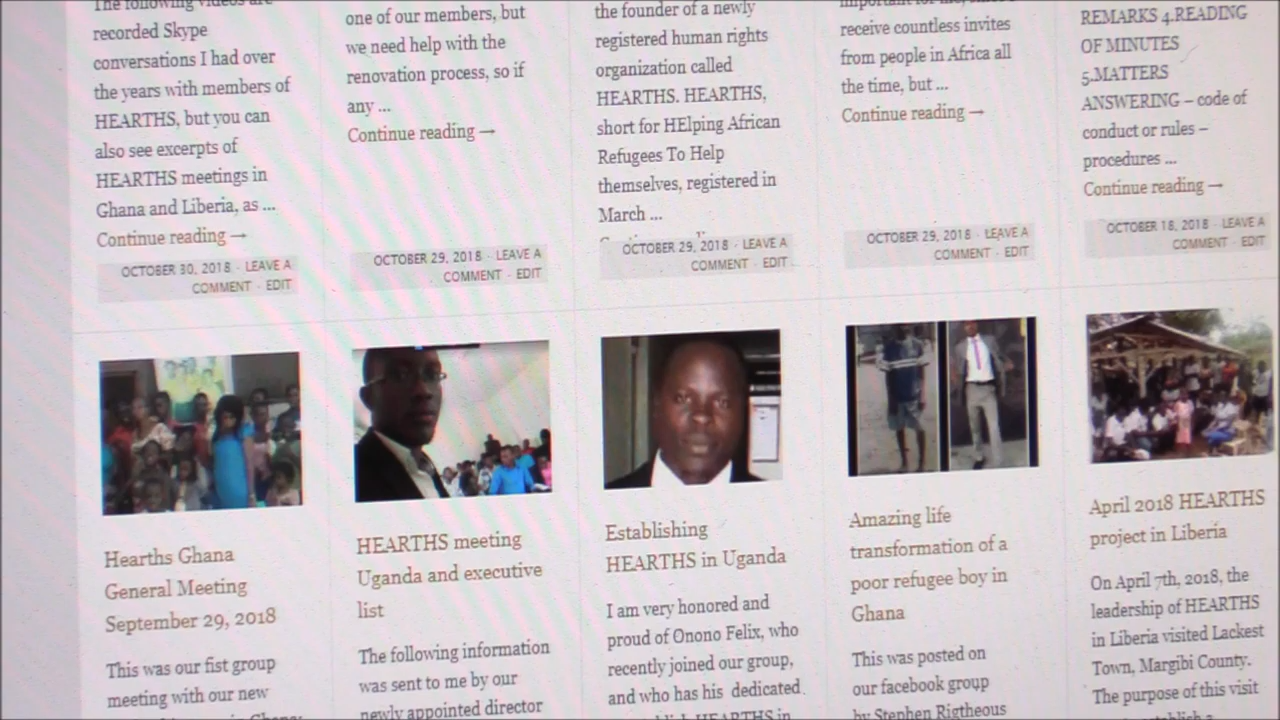 The following videos are
recorded Skype
conversations I had over
the years with members of
HEARTHS, but you can
also see excerpts of
HEARTHS meetings in
Ghana and Liberia, as ...
Continue reading →
OCTOBER 30, 2018 · LEAVE A
COMMENT · EDIT
one of our members, but
we need help with the
renovation process, so if
any ...
Continue reading →
OCTOBER 29, 2018 · LEAVE A
COMMENT · EDIT
the founder of a newly
registered human rights
organization called
HEARTHS. HEARTHS,
short for HElping African
Refugees To Help
themselves, registered in
March ...
OCTOBER 29, 2018 · LEAVE A
COMMENT · EDIT
receive countless invites
from people in Africa all
the time, but ...
Continue reading →
OCTOBER 29, 2018 · LEAVE A
COMMENT · EDIT
REMARKS 4.READING
OF MINUTES
5.MATTERS
ANSWERING – code of
conduct or rules –
procedures ...
Continue reading →
OCTOBER 18, 2018 · LEAVE A
COMMENT · EDIT
Hearths Ghana
General Meeting
September 29, 2018
This was our fist group
meeting with our new
HEARTHS meeting
Uganda and executive
list
The following information
was sent to me by our
newly appointed director
Establishing
HEARTHS in Uganda
I am very honored and
proud of Onono Felix, who
recently joined our group,
and who has his dedicated
HEARTHS in
Amazing life
transformation of a
poor refugee boy in
Ghana
This was posted on
our facebook group
by Stephen Rigtheous
April 2018 HEARTHS
project in Liberia
On April 7th, 2018, the
leadership of HEARTHS
in Liberia visited Lackest
Town, Margibi County.
The purpose of this visit